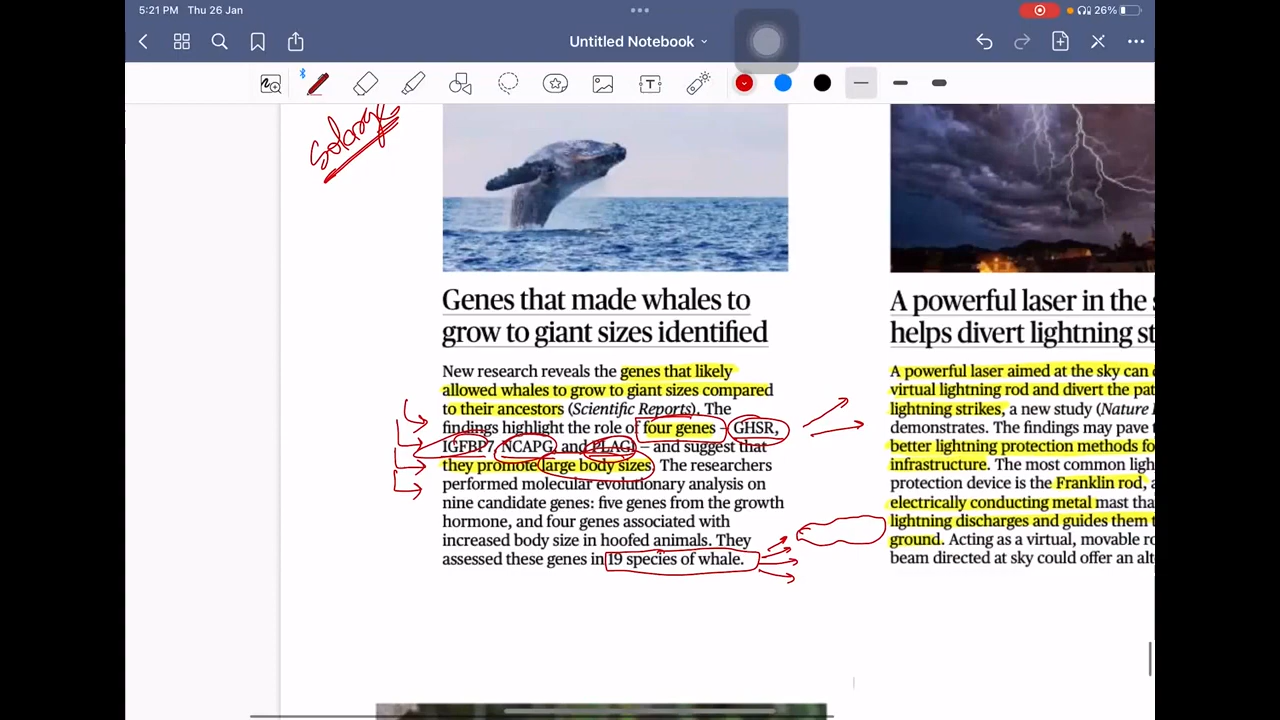 5:21 PM Thu 26 Jan
26%
Untitled Notebook
Genes that made whales to
grow to giant sizes identified
New research reveals the genes that likely
allowed whales to grow to giant sizes compared
to their ancestors (Scientific Reports). The
findings highlight the role of four genes – GHSR,
IGFBP7, NCAPG, and PLAG1 – and suggest that
they promote large body sizes. The researchers
performed molecular evolutionary analysis on
nine candidate genes: five genes from the growth
hormone, and four genes associated with
increased body size in hoofed animals. They
assessed these genes in 19 species of whale.
A powerful laser in the s
helps divert lightning st
A powerful laser aimed at the sky can
virtual lightning rod and divert the pat
lightning strikes, a new study (Nature
demonstrates. The findings may pave
better lightning protection methods fo
infrastructure. The most common ligh
protection device is the Franklin rod, a
electrically conducting metal mast tha
lightning discharges and guides them t
ground. Acting as a virtual, movable ro
beam directed at sky could offer an alt